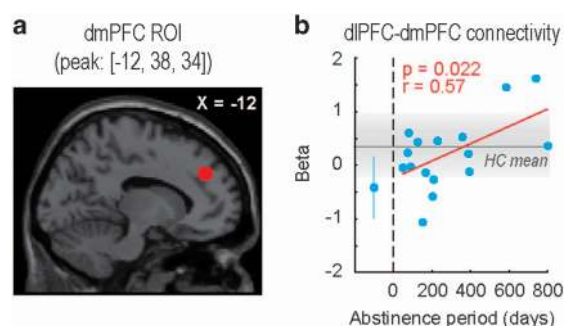 a
dmPFC ROI
(peak: [-12, 38, 34])
X = -12
b
dlPFC-dmPFC connectivity
p = 0.022
r = 0.57
HC mean
Beta
2
1
0
-1
-2
0 200 400 600 800
Abstinence period (days)